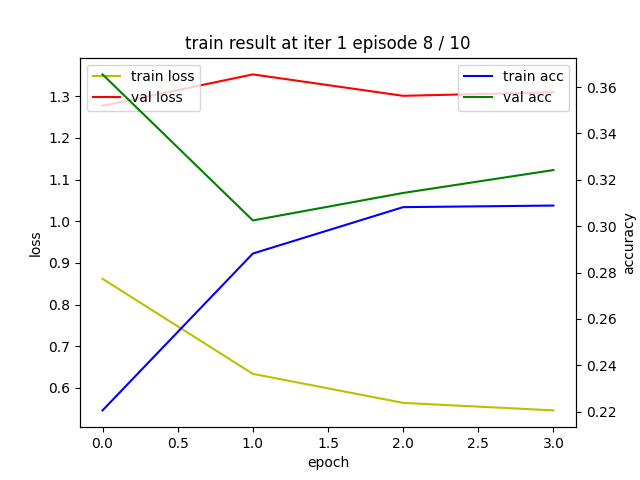 train result at iter 1 episode 8 / 10
train loss
val loss
train acc
val acc
1.3
1.2
1.1
1.0
0.9
0.8
0.7
0.6
loss
0.36
0.34
0.32
0.30
0.28
0.26
0.24
0.22
accuracy
0.0 0.5 1.0 1.5 2.0 2.5 3.0
epoch